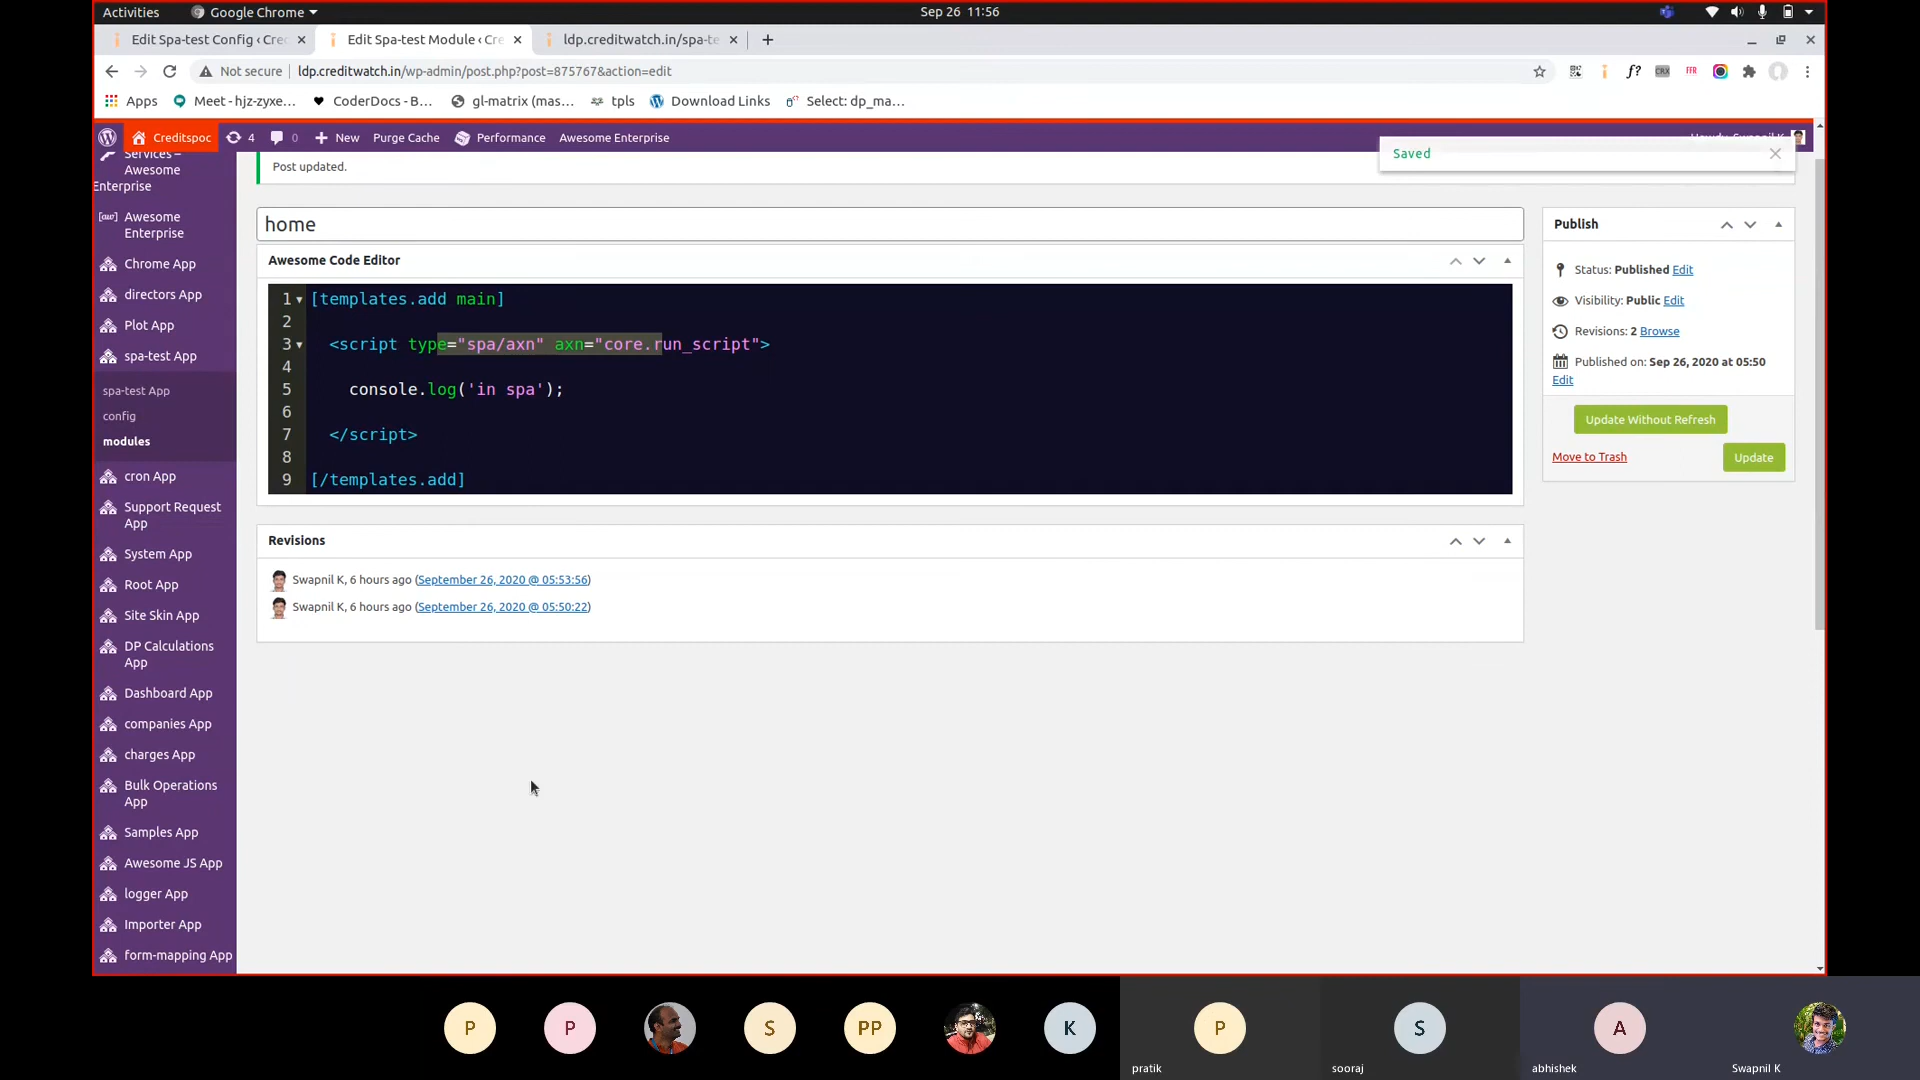 Activities
Google Chrome
Sep 26 11:56
Edit Spa-test Config ‹ Cre
Edit Spa-test Module ‹ Cre
ldp.creditwatch.in/spa-te
Not secure
ldp.creditwatch.in/wp-admin/post.php?post=875767&action=edit
Apps
Meet - hjz-zyxe...
CoderDocs - B...
gl-matrix (mas...
tpls
Download Links
Select: dp_ma...
Creditspoc
4
0
New
Purge Cache
Performance
Awesome Enterprise
Howdy, Swapnil K
Saved
Services –
Awesome
Enterprise
Awesome
Enterprise
Chrome App
directors App
Plot App
spa-test App
spa-test App
config
modules
cron App
Support Request
App
System App
Root App
Site Skin App
DP Calculations
App
Dashboard App
companies App
charges App
Bulk Operations
App
Samples App
Awesome JS App
logger App
Importer App
form-mapping App
Post updated.
home
Awesome Code Editor
1 [templates.add main]
2
3 <script type="spa/axn" axn="core.run_script">
4
5 console.log('in spa');
6
7 </script>
8
9 [/templates.add]
Revisions
Swapnil K, 6 hours ago (September 26, 2020 @ 05:53:56)
Swapnil K, 6 hours ago (September 26, 2020 @ 05:50:22)
Publish
Status: Published Edit
Visibility: Public Edit
Revisions: 2 Browse
Published on: Sep 26, 2020 at 05:50
Edit
Update Without Refresh
Move to Trash
Update
P
P
S
PP
K
P
pratik
S
sooraj
A
abhishek
Swapnil K